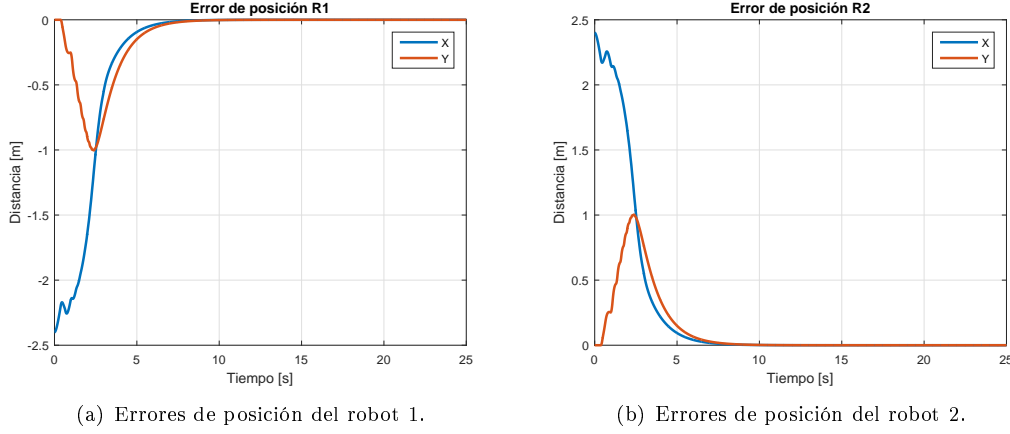 Error de posición R1
X
Y
0
-0.5
-1
-1.5
-2
-2.5
Distancia [m]
0
5
10
15
20
25
Tiempo [s]
(a) Errores de posición del robot 1.
Error de posición R2
X
Y
2.5
2
1.5
1
0.5
0
Distancia [m]
0
5
10
15
20
25
Tiempo [s]
(b) Errores de posición del robot 2.